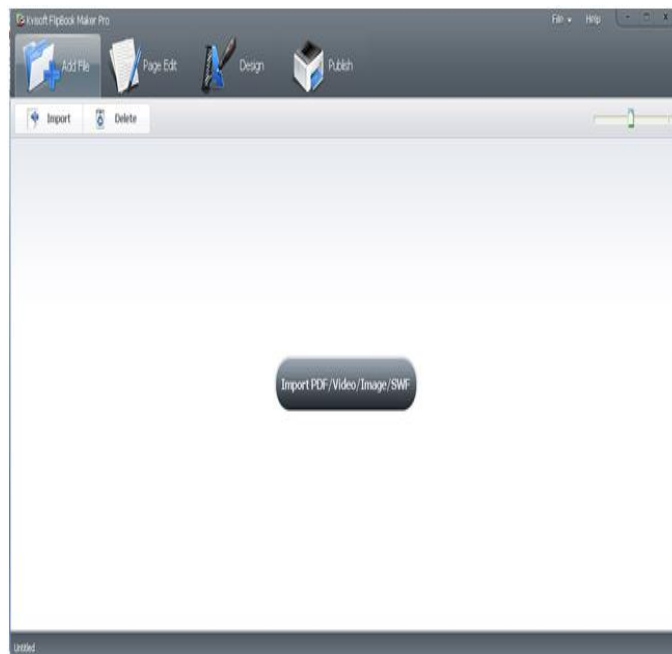 Kvisoft FlipBook Maker Pro
File Help
Add File Page Edit Design Publish
Import Delete
Import PDF/Video/Image/SWF
Untitled